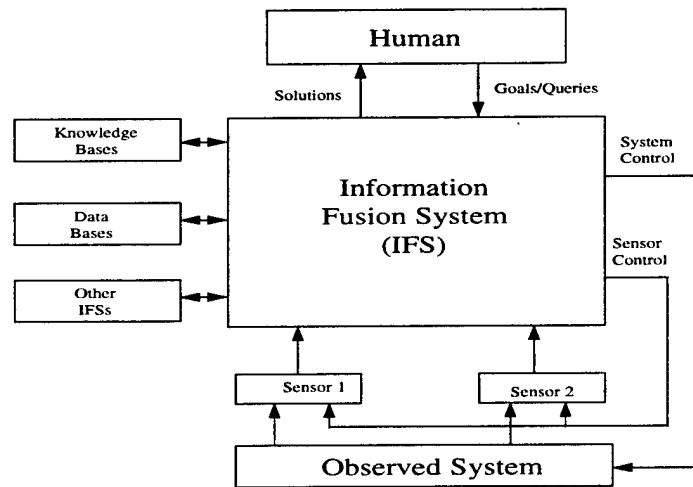 Human
Solutions
Goals/Queries
Knowledge
Bases
System
Control
Information
Fusion System
(IFS)
Data
Bases
Sensor
Control
Other
IFSs
Sensor 1
Sensor 2
Observed System